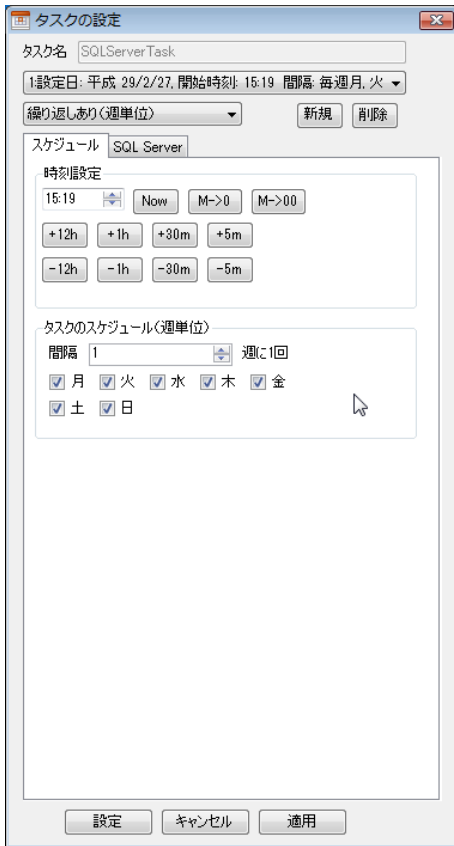 タスクの設定
タスク名 SQLServerTask
1:設定日: 平成 29/2/27, 開始時刻: 15:19 間隔: 毎週月, 火
繰り返しあり(週単位) 新規 削除
スケジュール SQL Server
時刻設定
15:19 Now M->0 M->00
+12h +1h +30m +5m
-12h -1h -30m -5m
タスクのスケジュール(週単位)
間隔 1 週に1回
月 火 水 木 金
土 日
設定 キャンセル 適用